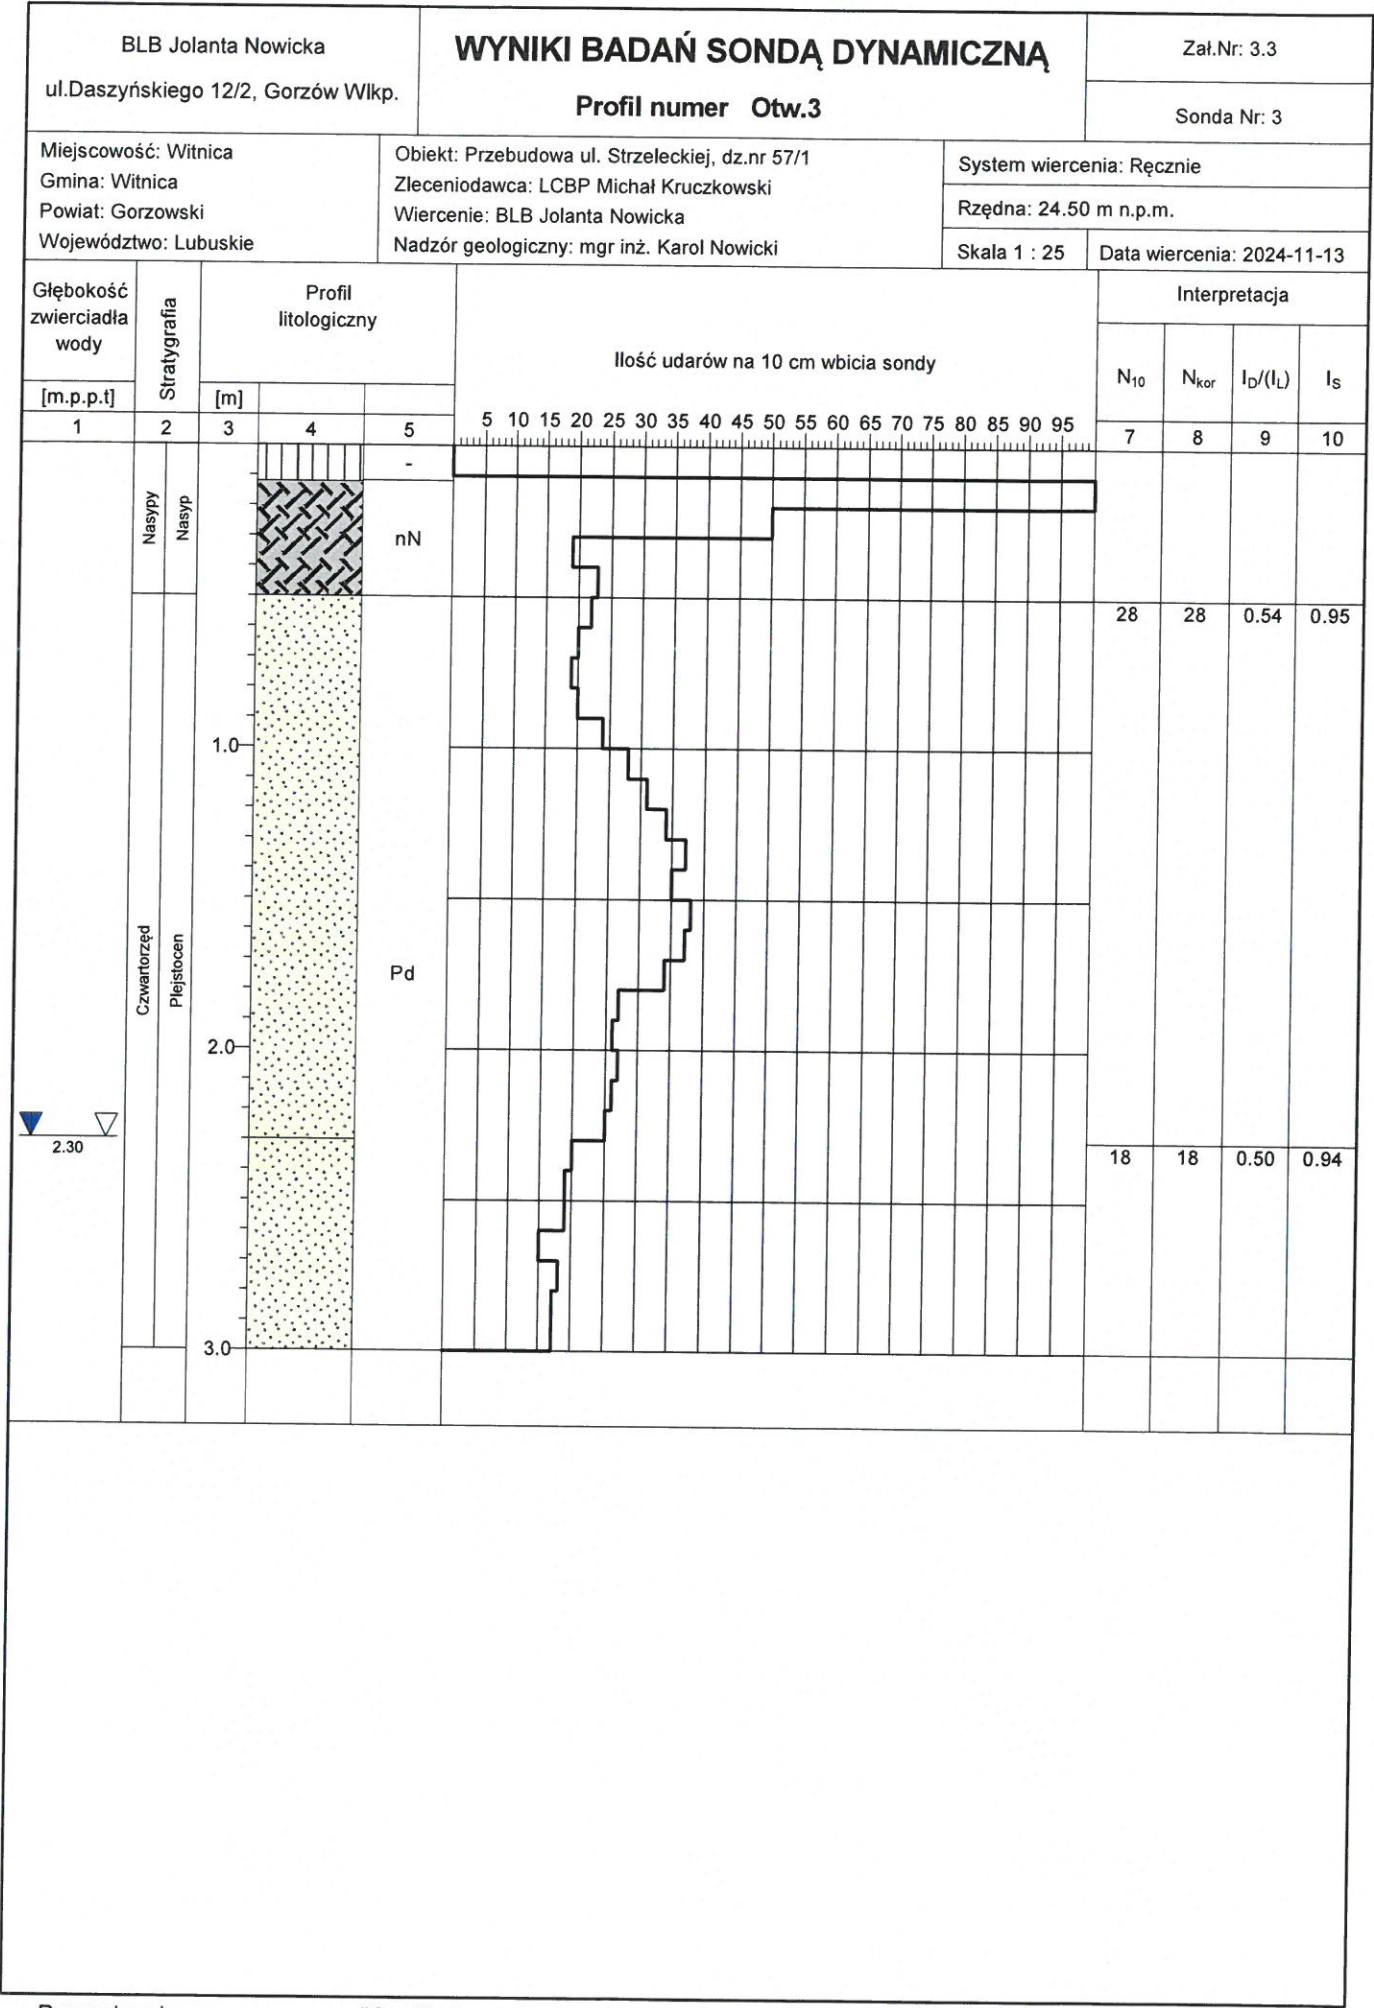 BLB Jolanta Nowicka
ul.Daszyńskiego 12/2, Gorzów Wlkp.
WYNIKI BADAŃ SONDĄ DYNAMICZNĄ
Profil numer Otw.3
Zał.Nr: 3.3
Sonda Nr: 3
Miejscowość: Witnica
Gmina: Witnica
Powiat: Gorzowski
Województwo: Lubuskie
Obiekt: Przebudowa ul. Strzeleckiej, dz.nr 57/1
Zleceniodawca: LCBP Michał Kruczkowski
Wiercenie: BLB Jolanta Nowicka
Nadzór geologiczny: mgr inż. Karol Nowicki
System wiercenia: Ręcznie
Rzędna: 24.50 m n.p.m.
Skala 1 : 25
Data wiercenia: 2024-11-13
Głębokość
zwierciadła
wody
[m.p.p.t]
Stratygrafia
Profil
litologiczny
[m]
Ilość udarów na 10 cm wbicia sondy
Interpretacja
N10
Nkor
ID/(IL)
IS
1 2 3 4 5
5 10 15 20 25 30 35 40 45 50 55 60 65 70 75 80 85 90 95
7 8 9 10
-
Nasypy
Nasyp
nN
28 28 0.54 0.95
1.0
Czwartorzęd
Plejstocen
Pd
2.0
2.30
18 18 0.50 0.94
3.0